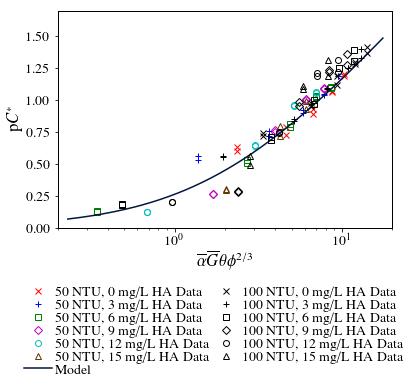 1.50
1.25
1.00
0.75
0.50
0.25
0.00
pC*
10⁰
10¹
ᾱG̅θϕ²ᐟ³
50 NTU, 0 mg/L HA Data
50 NTU, 3 mg/L HA Data
50 NTU, 6 mg/L HA Data
50 NTU, 9 mg/L HA Data
50 NTU, 12 mg/L HA Data
50 NTU, 15 mg/L HA Data
Model
100 NTU, 0 mg/L HA Data
100 NTU, 3 mg/L HA Data
100 NTU, 6 mg/L HA Data
100 NTU, 9 mg/L HA Data
100 NTU, 12 mg/L HA Data
100 NTU, 15 mg/L HA Data